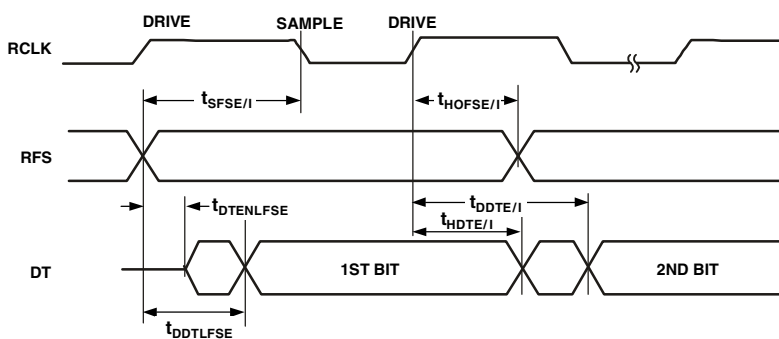 DRIVE SAMPLE DRIVE
RCLK
tSFSE/I tHOFSE/I
RFS
tDDTE/I
tDTENLFSE
tHDTE/I
DT 1ST BIT 2ND BIT
tDDTLFSE